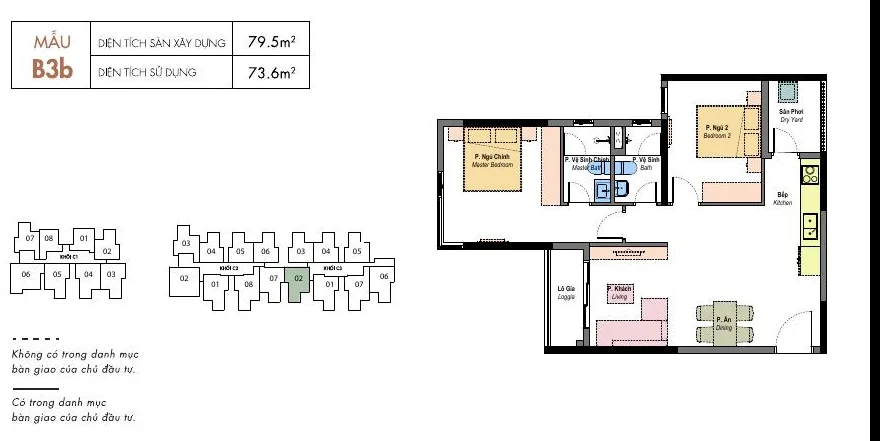 MẪU
B3b
DIỆN TÍCH SÀN XÂY DỰNG
79.5m²
DIỆN TÍCH SỬ DỤNG
73.6m²
Sân Phơi
Dry Yard
P. Ngủ 2
Bedroom 2
P. Ngủ Chính
Master Bedroom
P. Vệ Sinh Chính
Master Bath
P. Vệ Sinh
Bath
Bếp
Kitchen
Lô Gia
Loggia
P. Khách
Living
P. Ăn
Dining
07 08 01 02
KHỐI C1
06 05 04 03
03 04 05 06 03 04 05
KHỐI C2 KHỐI C3
02 01 08 07 02 01 07 06
Không có trong danh mục
bàn giao của chủ đầu tư.
Có trong danh mục
bàn giao của chủ đầu tư.